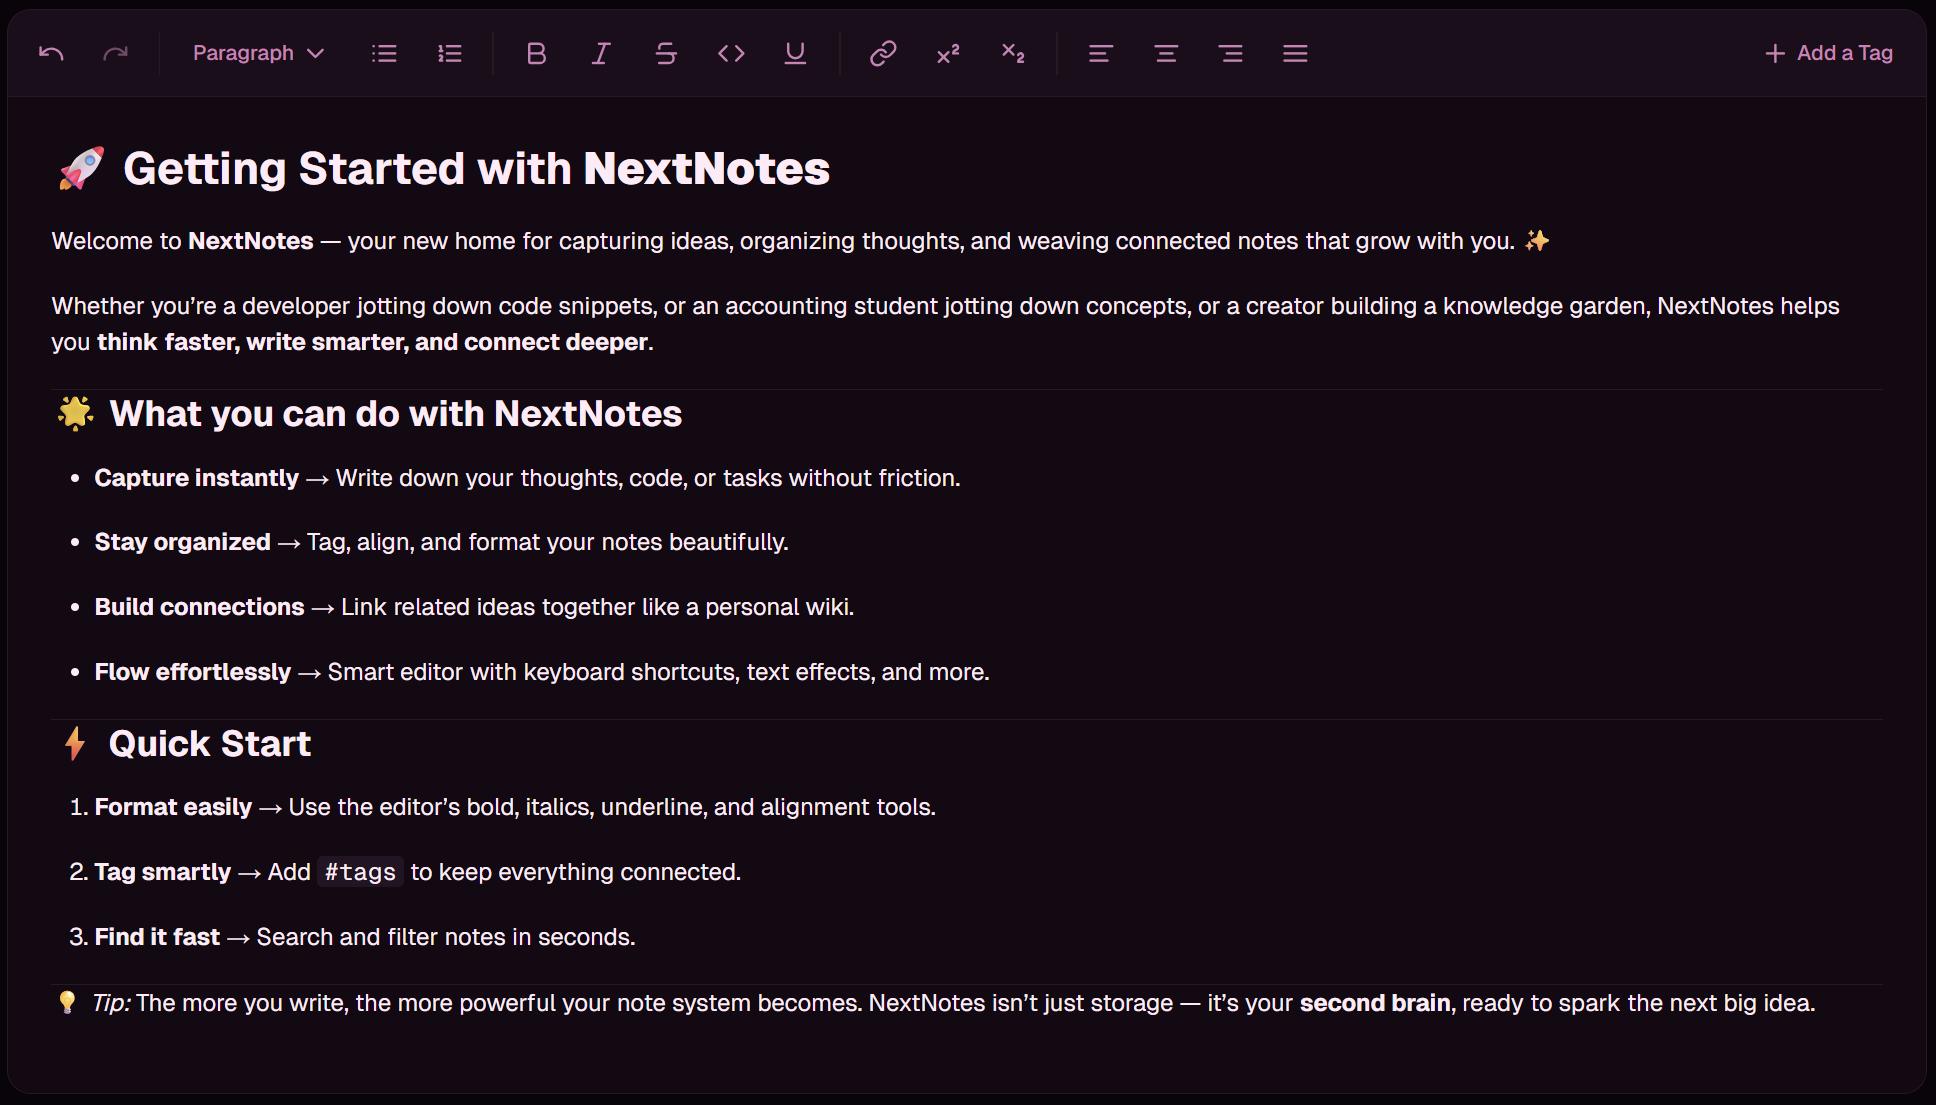 Paragraph
Add a Tag
🚀 Getting Started with NextNotes
Welcome to NextNotes — your new home for capturing ideas, organizing thoughts, and weaving connected notes that grow with you. ✨
Whether you’re a developer jotting down code snippets, or an accounting student jotting down concepts, or a creator building a knowledge garden, NextNotes helps
you think faster, write smarter, and connect deeper.
🌟 What you can do with NextNotes
• Capture instantly → Write down your thoughts, code, or tasks without friction.
• Stay organized → Tag, align, and format your notes beautifully.
• Build connections → Link related ideas together like a personal wiki.
• Flow effortlessly → Smart editor with keyboard shortcuts, text effects, and more.
⚡ Quick Start
1. Format easily → Use the editor’s bold, italics, underline, and alignment tools.
2. Tag smartly → Add #tags to keep everything connected.
3. Find it fast → Search and filter notes in seconds.
💡 Tip: The more you write, the more powerful your note system becomes. NextNotes isn’t just storage — it’s your second brain, ready to spark the next big idea.